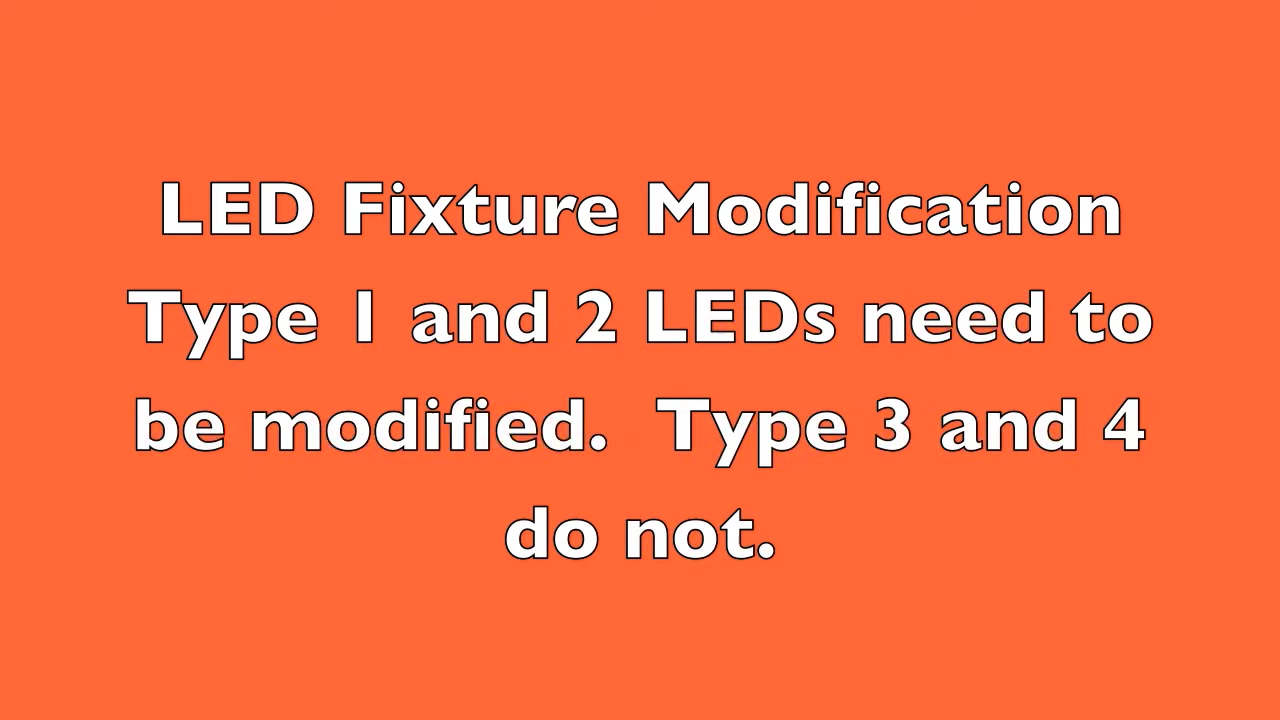 LED Fixture Modification
Type 1 and 2 LEDs need to
be modified.  Type 3 and 4
do not.